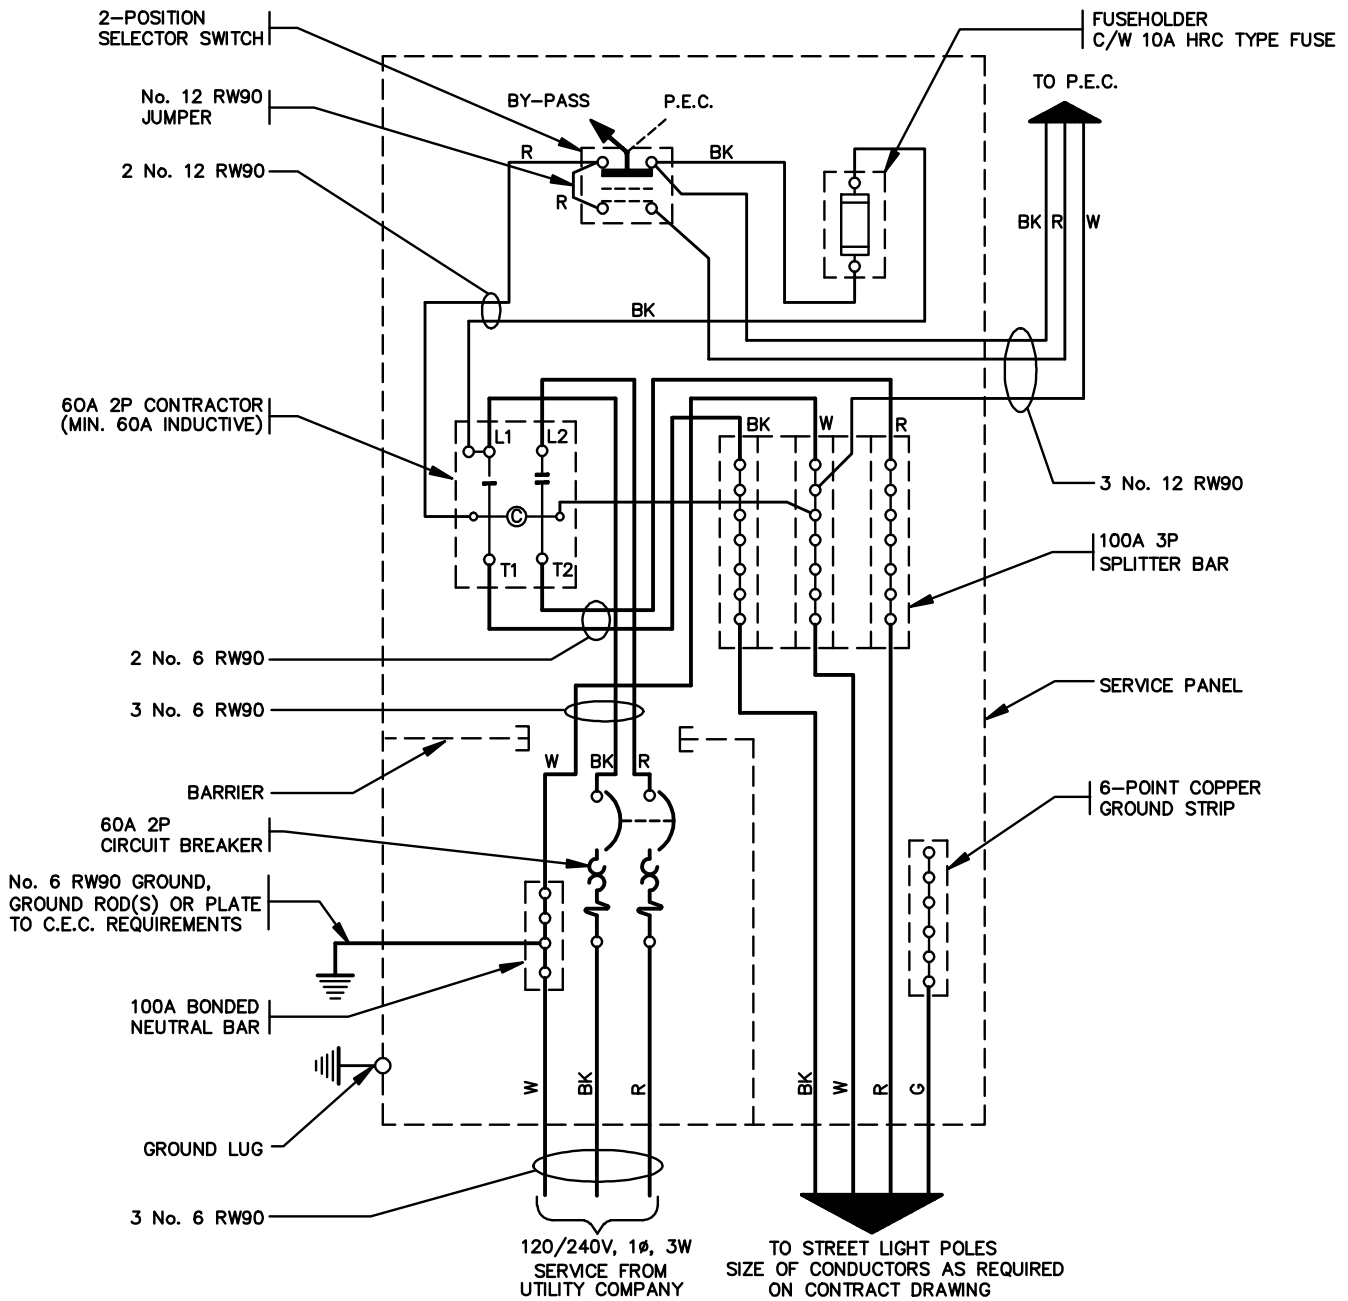 2-POSITION
SELECTOR SWITCH
FUSEHOLDER
C/W 10A HRC TYPE FUSE
No. 12 RW90
JUMPER
BY-PASS
P.E.C.
TO P.E.C.
2 No. 12 RW90
R
BK
R
BK
R
W
BK
60A 2P CONTRACTOR
(MIN. 60A INDUCTIVE)
L1
L2
BK
W
R
3 No. 12 RW90
C
100A 3P
SPLITTER BAR
T1
T2
2 No. 6 RW90
SERVICE PANEL
3 No. 6 RW90
W
BK
R
BARRIER
6-POINT COPPER
GROUND STRIP
60A 2P
CIRCUIT BREAKER
No. 6 RW90 GROUND,
GROUND ROD(S) OR PLATE
TO C.E.C. REQUIREMENTS
100A BONDED
NEUTRAL BAR
W
BK
R
BK
W
R
G
GROUND LUG
3 No. 6 RW90
120/240V, 1ø, 3W
SERVICE FROM
UTILITY COMPANY
TO STREET LIGHT POLES
SIZE OF CONDUCTORS AS REQUIRED
ON CONTRACT DRAWING